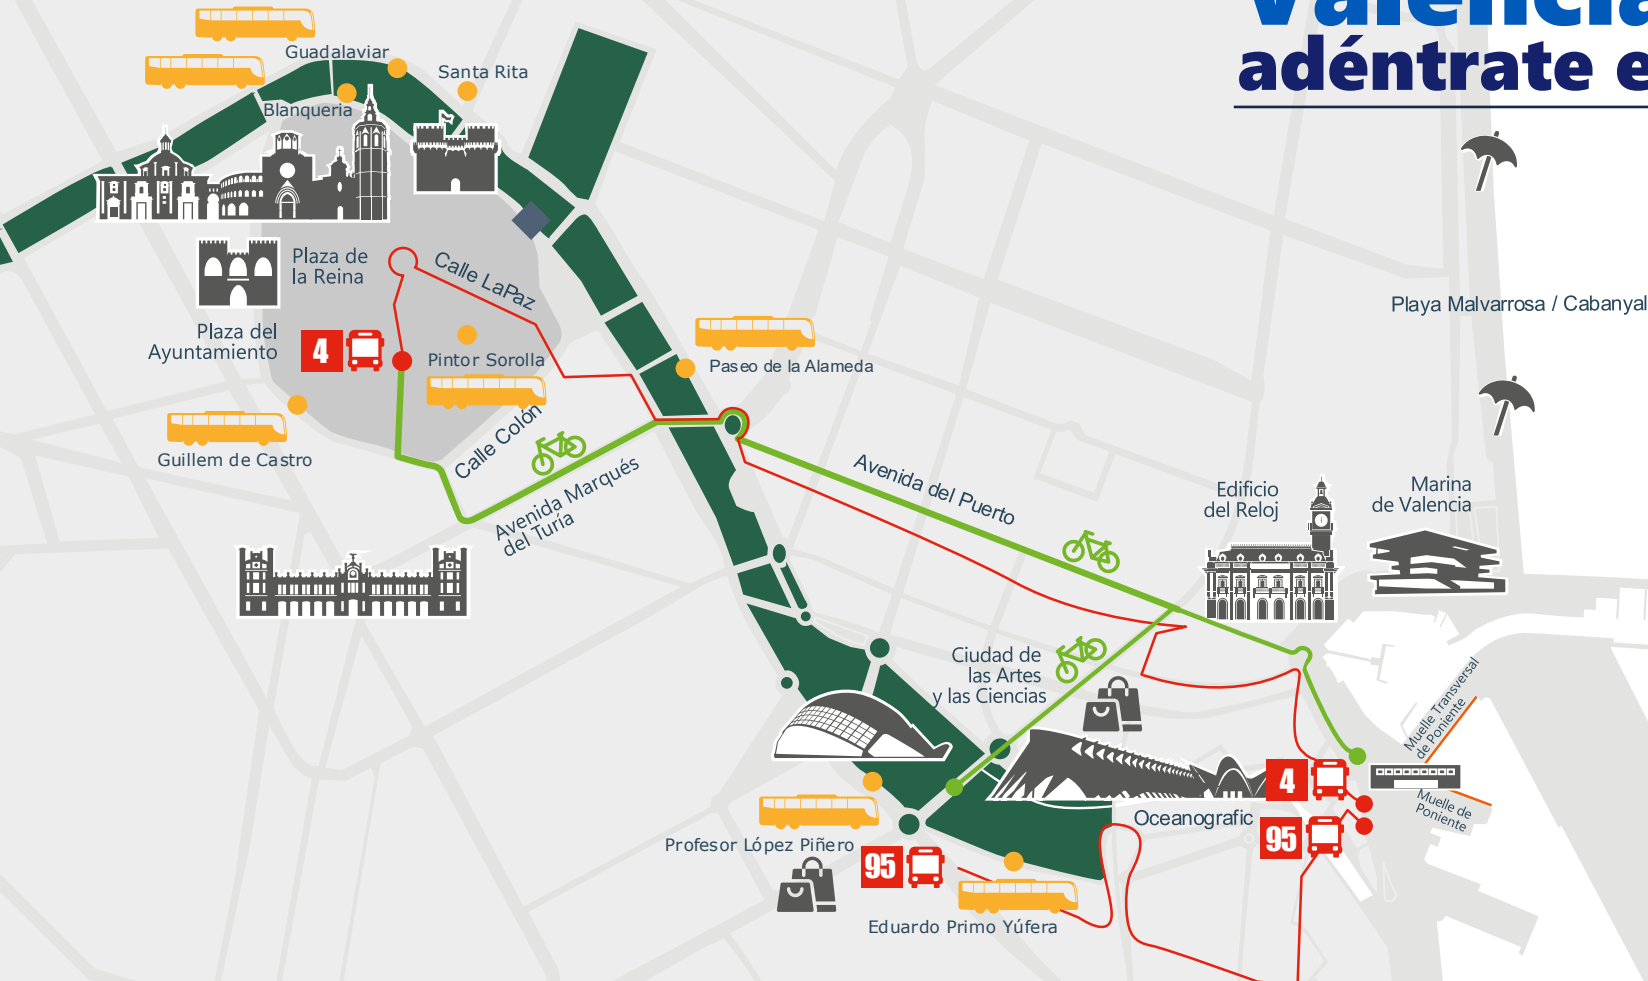 Valencia
adéntrate e
Guadalaviar
Santa Rita
Blanqueria
Plaza de
la Reina
Calle LaPaz
Plaza del
Ayuntamiento
4
Pintor Sorolla
Paseo de la Alameda
Playa Malvarrosa / Cabanyal
Guillem de Castro
Calle Colón
Avenida Marqués
del Turía
Avenida del Puerto
Edificio
del Reloj
Marina
de Valencia
Ciudad de
las Artes
y las Ciencias
Muelle Transversal
de Poniente
4
Muelle de
Poniente
Oceanografic
95
Profesor López Piñero
95
Eduardo Primo Yúfera